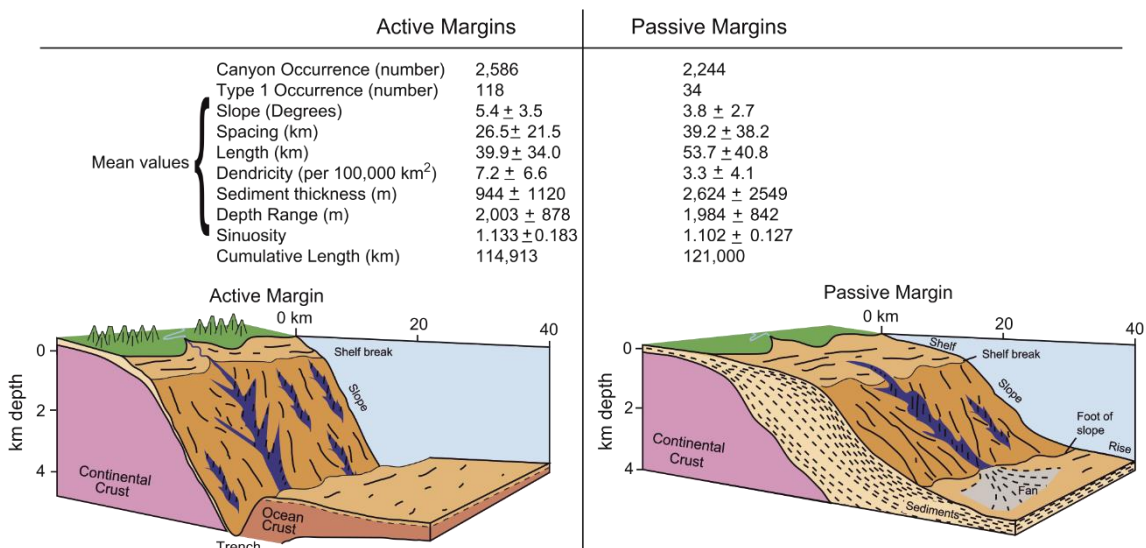 Active Margins Passive Margins
Canyon Occurrence (number) 2,586 2,244
Type 1 Occurrence (number) 118 34
Mean values
Slope (Degrees) 5.4 ± 3.5 3.8 ± 2.7
Spacing (km) 26.5 ± 21.5 39.2 ± 38.2
Length (km) 39.9 ± 34.0 53.7 ± 40.8
Dendricity (per 100,000 km²) 7.2 ± 6.6 3.3 ± 4.1
Sediment thickness (m) 944 ± 1120 2,624 ± 2549
Depth Range (m) 2,003 ± 878 1,984 ± 842
Sinuosity 1.133 ± 0.183 1.102 ± 0.127
Cumulative Length (km) 114,913 121,000
Active Margin
0 km 20 40
0
2
4
km depth
Shelf break
Slope
Continental
Crust
Ocean
Crust
Trench
Passive Margin
0 km 20 40
0
2
4
km depth
Shelf
Shelf break
Slope
Foot of
slope
Rise
Continental
Crust
Fan
Sediments